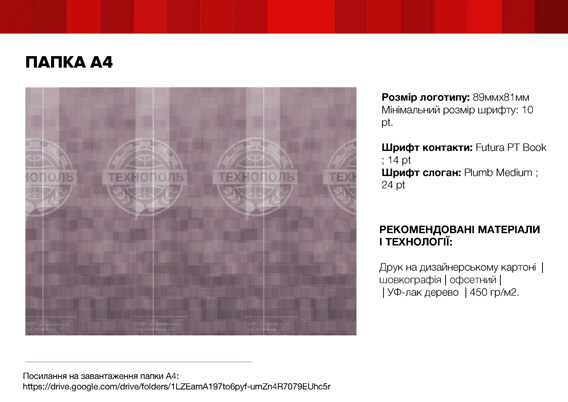 ПАПКА А4
Розмір логотипу: 89ммх81мм
Мінімальний розмір шрифту: 10
pt.
Шрифт контакти: Futura PT Book
; 14 pt
Шрифт слоган: Plumb Medium ;
24 pt
ТЕХНОПОЛЬ
ТЕХНОПОЛЬ
РЕКОМЕНДОВАНІ МАТЕРІАЛИ
І ТЕХНОЛОГІЇ:
Друк на дизайнерському картоні |
шовкографія | офсетний |
| УФ-лак дерево | 450 гр/м2.
Посилання на завантаження папки А4:
https://drive.google.com/drive/folders/1LZEamA197to6pyf-umZn4R7079EUhc5r